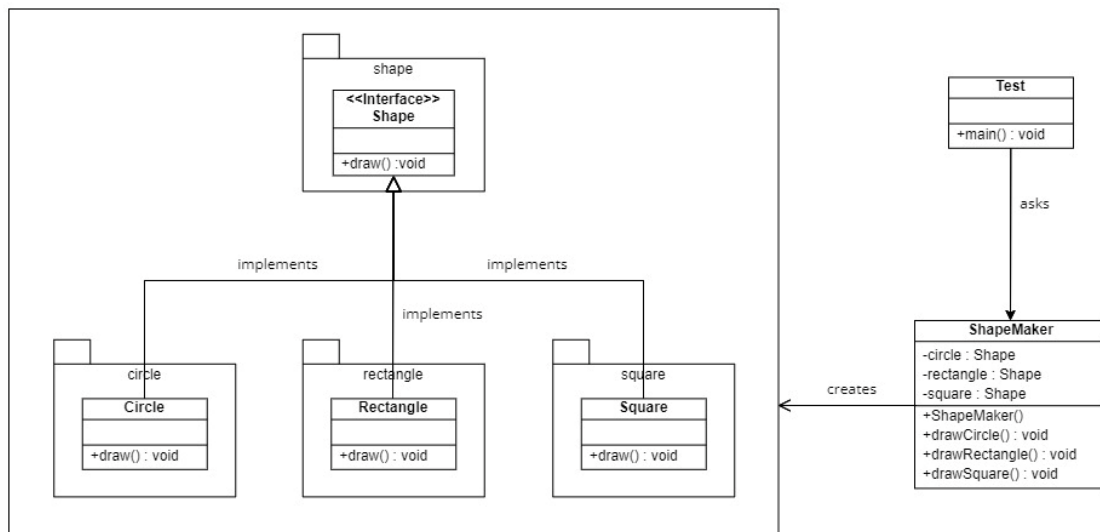 shape
<<Interface>>
Shape
+draw() :void
implements
implements
implements
circle
Circle
+draw() : void
rectangle
Rectangle
+draw() : void
square
Square
+draw() : void
Test
+main() : void
asks
creates
ShapeMaker
-circle : Shape
-rectangle : Shape
-square : Shape
+ShapeMaker()
+drawCircle() : void
+drawRectangle() : void
+drawSquare() : void